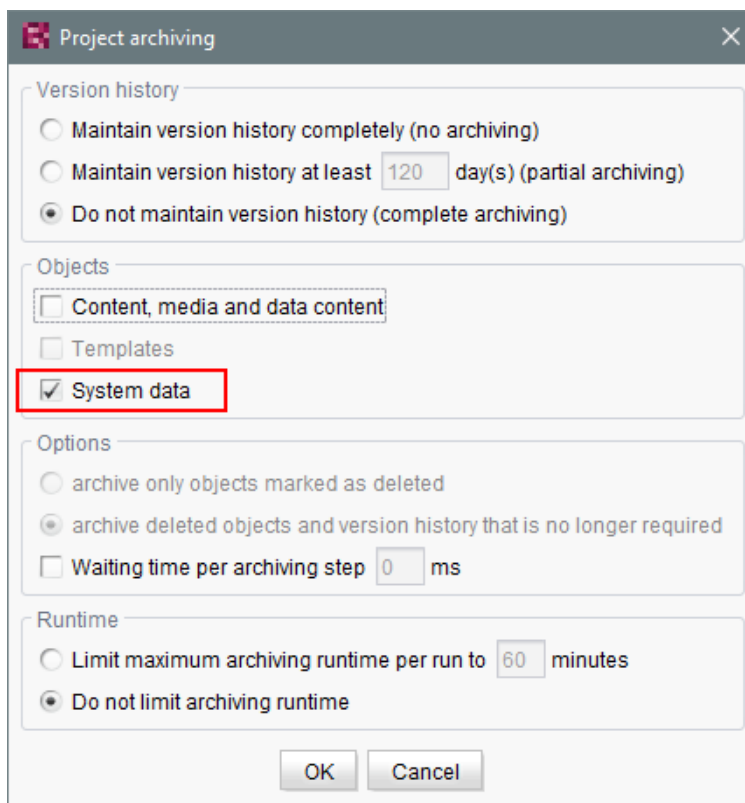 Project archiving
Version history
Maintain version history completely (no archiving)
Maintain version history at least 120 day(s) (partial archiving)
Do not maintain version history (complete archiving)
Objects
Content, media and data content
Templates
System data
Options
archive only objects marked as deleted
archive deleted objects and version history that is no longer required
Waiting time per archiving step 0 ms
Runtime
Limit maximum archiving runtime per run to 60 minutes
Do not limit archiving runtime
OK Cancel